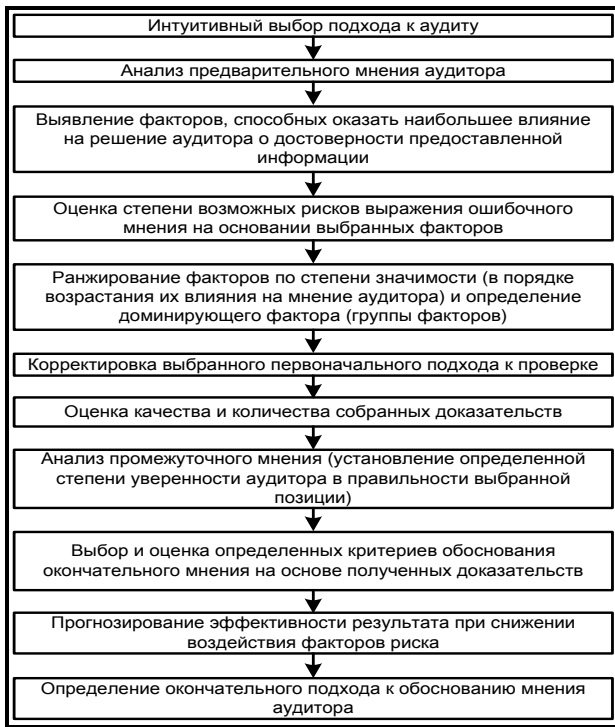 Интуитивный выбор подхода к аудиту
Анализ предварительного мнения аудитора
Выявление факторов, способных оказать наибольшее влияние
на решение аудитора о достоверности предоставленной
информации
Оценка степени возможных рисков выражения ошибочного
мнения на основании выбранных факторов
Ранжирование факторов по степени значимости (в порядке
возрастания их влияния на мнение аудитора) и определение
доминирующего фактора (группы факторов)
Корректировка выбранного первоначального подхода к проверке
Оценка качества и количества собранных доказательств
Анализ промежуточного мнения (установление определенной
степени уверенности аудитора в правильности выбранной
позиции)
Выбор и оценка определенных критериев обоснования
окончательного мнения на основе полученных доказательств
Прогнозирование эффективности результата при снижении
воздействия факторов риска
Определение окончательного подхода к обоснованию мнения
аудитора